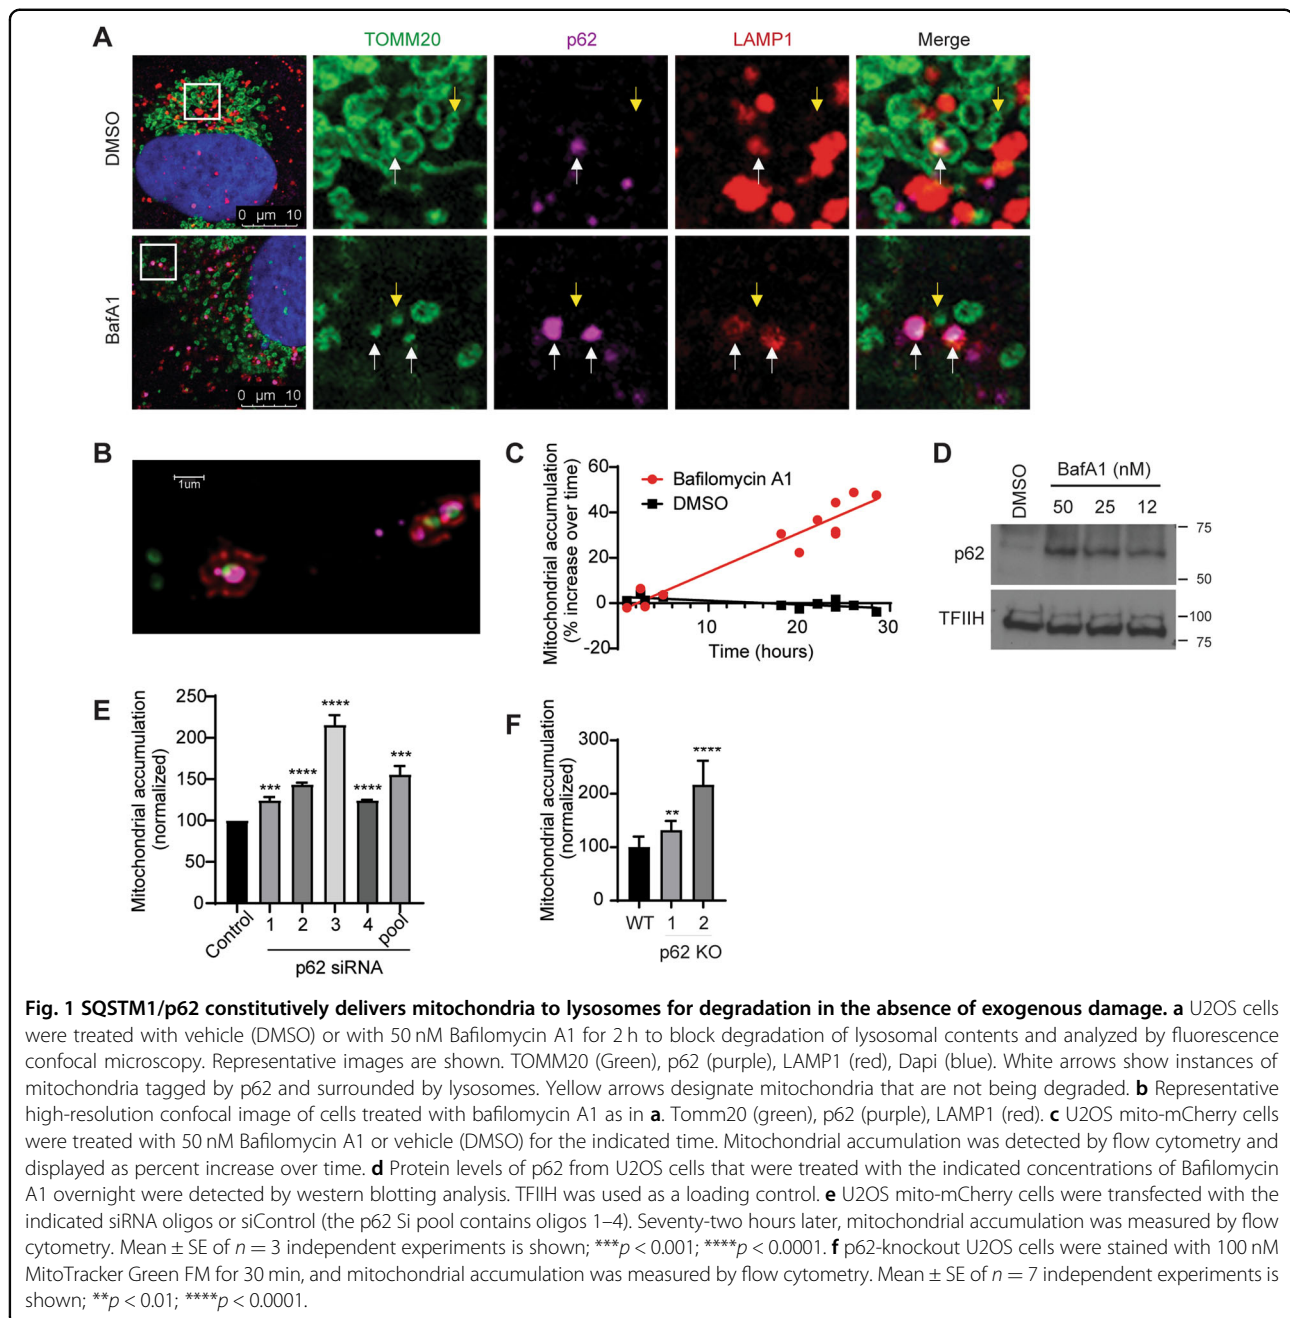 A
TOMM20 p62 LAMP1 Merge
DMSO
0 µm 10
BafA1
0 µm 10
B
1um
C
Mitochondrial accumulation
(% increase over time)
60
40
20
0
-20
Bafilomycin A1
DMSO
10 20 30
Time (hours)
D
DMSO
BafA1 (nM)
50 25 12
p62
75
50
TFIIH
100
75
E
Mitochondrial accumulation
(normalized)
250
200
150
100
50
0
*** **** **** **** ***
Control 1 2 3 4 pool
p62 siRNA
F
Mitochondrial accumulation
(normalized)
300
200
100
0
** ****
WT 1 2
p62 KO
Fig. 1 SQSTM1/p62 constitutively delivers mitochondria to lysosomes for degradation in the absence of exogenous damage. a U2OS cells
were treated with vehicle (DMSO) or with 50 nM Bafilomycin A1 for 2 h to block degradation of lysosomal contents and analyzed by fluorescence
confocal microscopy. Representative images are shown. TOMM20 (Green), p62 (purple), LAMP1 (red), Dapi (blue). White arrows show instances of
mitochondria tagged by p62 and surrounded by lysosomes. Yellow arrows designate mitochondria that are not being degraded. b Representative
high-resolution confocal image of cells treated with bafilomycin A1 as in a. Tomm20 (green), p62 (purple), LAMP1 (red). c U2OS mito-mCherry cells
were treated with 50 nM Bafilomycin A1 or vehicle (DMSO) for the indicated time. Mitochondrial accumulation was detected by flow cytometry and
displayed as percent increase over time. d Protein levels of p62 from U2OS cells that were treated with the indicated concentrations of Bafilomycin
A1 overnight were detected by western blotting analysis. TFIIH was used as a loading control. e U2OS mito-mCherry cells were transfected with the
indicated siRNA oligos or siControl (the p62 Si pool contains oligos 1–4). Seventy-two hours later, mitochondrial accumulation was measured by flow
cytometry. Mean ± SE of n = 3 independent experiments is shown; ***p < 0.001; ****p < 0.0001. f p62-knockout U2OS cells were stained with 100 nM
MitoTracker Green FM for 30 min, and mitochondrial accumulation was measured by flow cytometry. Mean ± SE of n = 7 independent experiments is
shown; **p < 0.01; ****p < 0.0001.